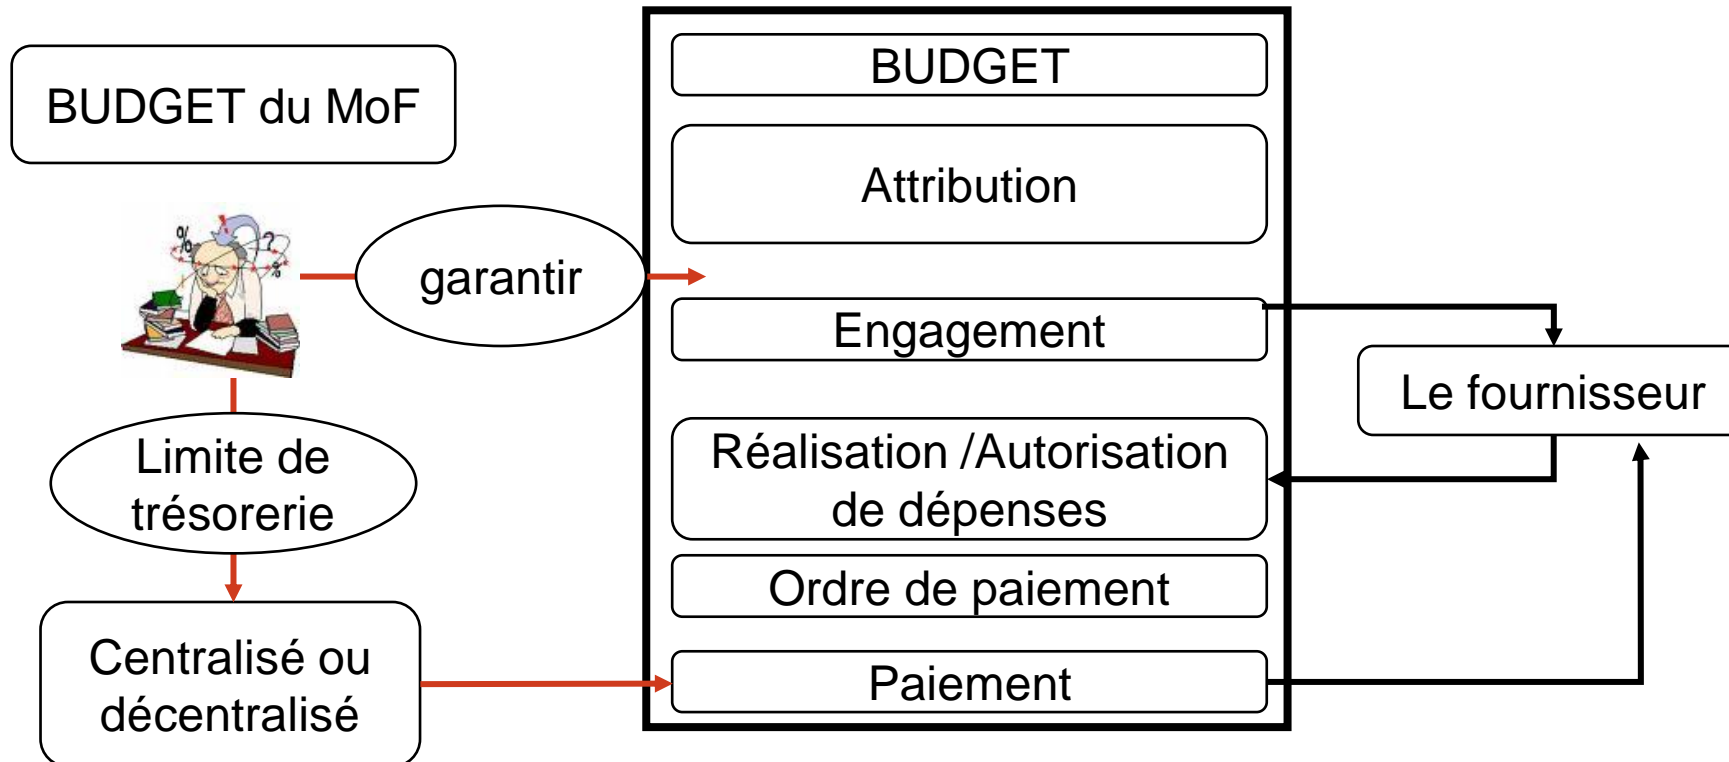 BUDGET du MoF
garantir
Limite de
trésorerie
Centralisé ou
décentralisé
BUDGET
Attribution
Engagement
Réalisation /Autorisation
de dépenses
Ordre de paiement
Paiement
Le fournisseur
%
?
%